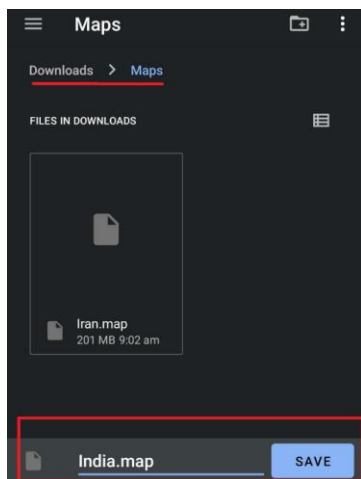 Maps
Downloads > Maps
FILES IN DOWNLOADS
Iran.map
201 MB 9:02 am
India.map
SAVE